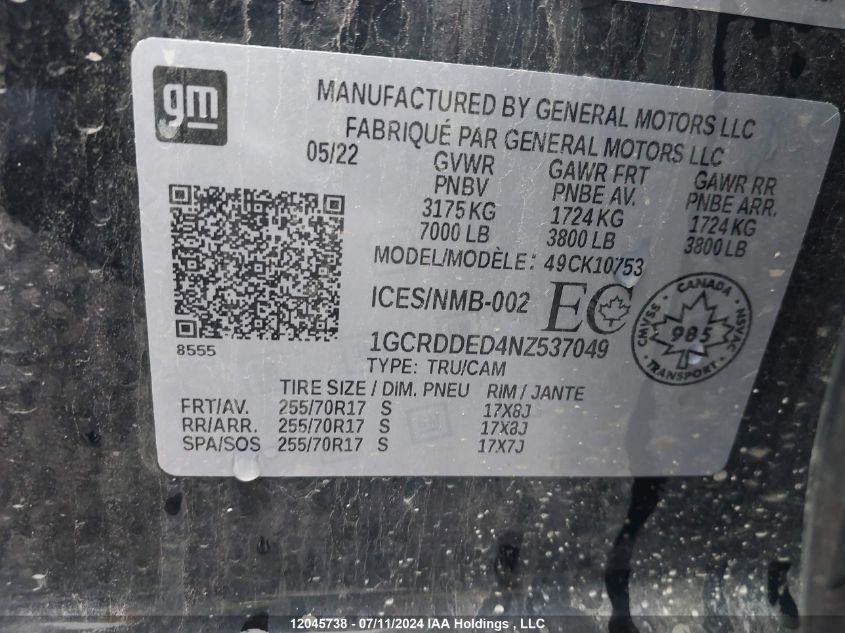 gm
MANUFACTURED BY GENERAL MOTORS LLC
FABRIQUÉ PAR GENERAL MOTORS LLC
05/22
GVWR GAWR FRT GAWR RR
PNBV PNBE AV. PNBE ARR.
3175 KG 1724 KG 1724 KG
7000 LB 3800 LB 3800 LB
MODEL/MODÈLE: 49CK10753
ICES/NMB-002 EC
CANADA
CMVSS 985 NSVAC
TRANSPORT
8555
1GCRDDED4NZ537049
TYPE: TRU/CAM
TIRE SIZE / DIM. PNEU RIM / JANTE
FRT/AV. 255/70R17 S 17X8J
RR/ARR. 255/70R17 S 17X8J
SPA/SOS 255/70R17 S 17X7J
12045738 - 07/11/2024 IAA Holdings , LLC